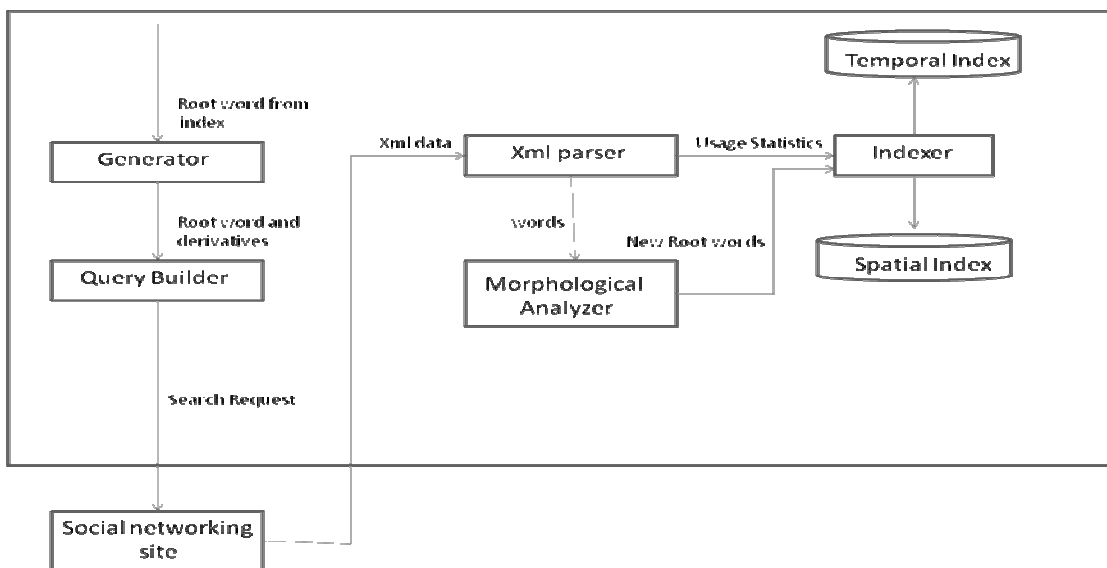 Temporal Index
Root word from
index
Generator
Xml data
Xml parser
Usage Statistics
Indexer
Root word and
derivatives
words
New Root words
Query Builder
Morphological
Analyzer
Spatial Index
Search Request
Social networking
site